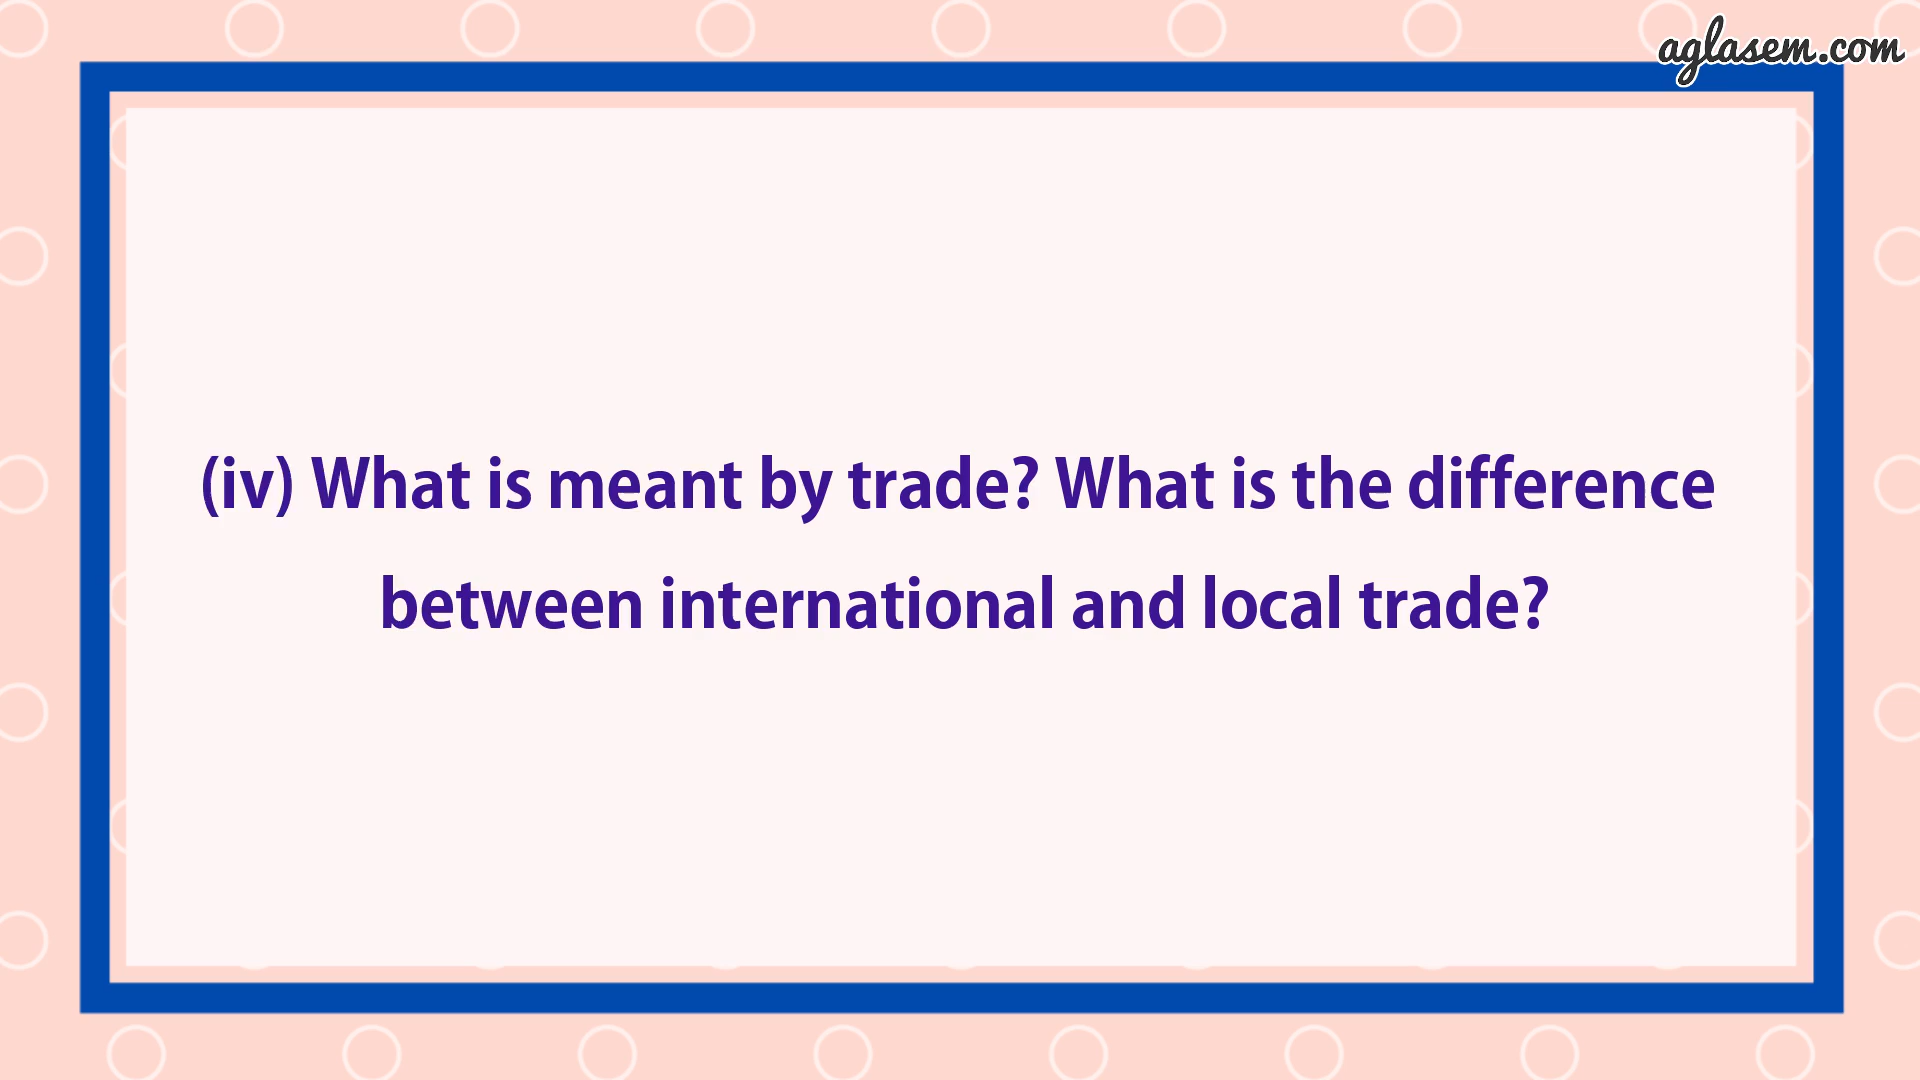 aglasem.com
(iv) What is meant by trade? What is the difference
between international and local trade?